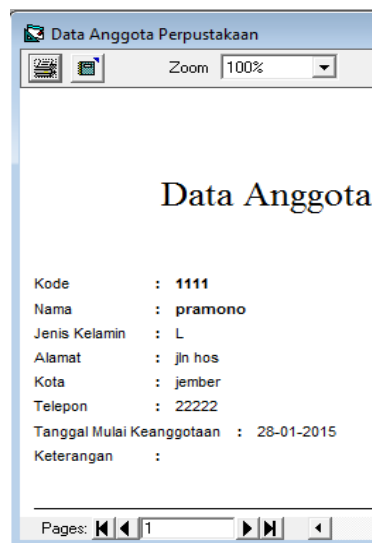 Data Anggota Perpustakaan
Zoom 100%
Data Anggota
Kode : 1111
Nama : pramono
Jenis Kelamin : L
Alamat : jln hos
Kota : jember
Telepon : 22222
Tanggal Mulai Keanggotaan : 28-01-2015
Keterangan :
Pages: 1